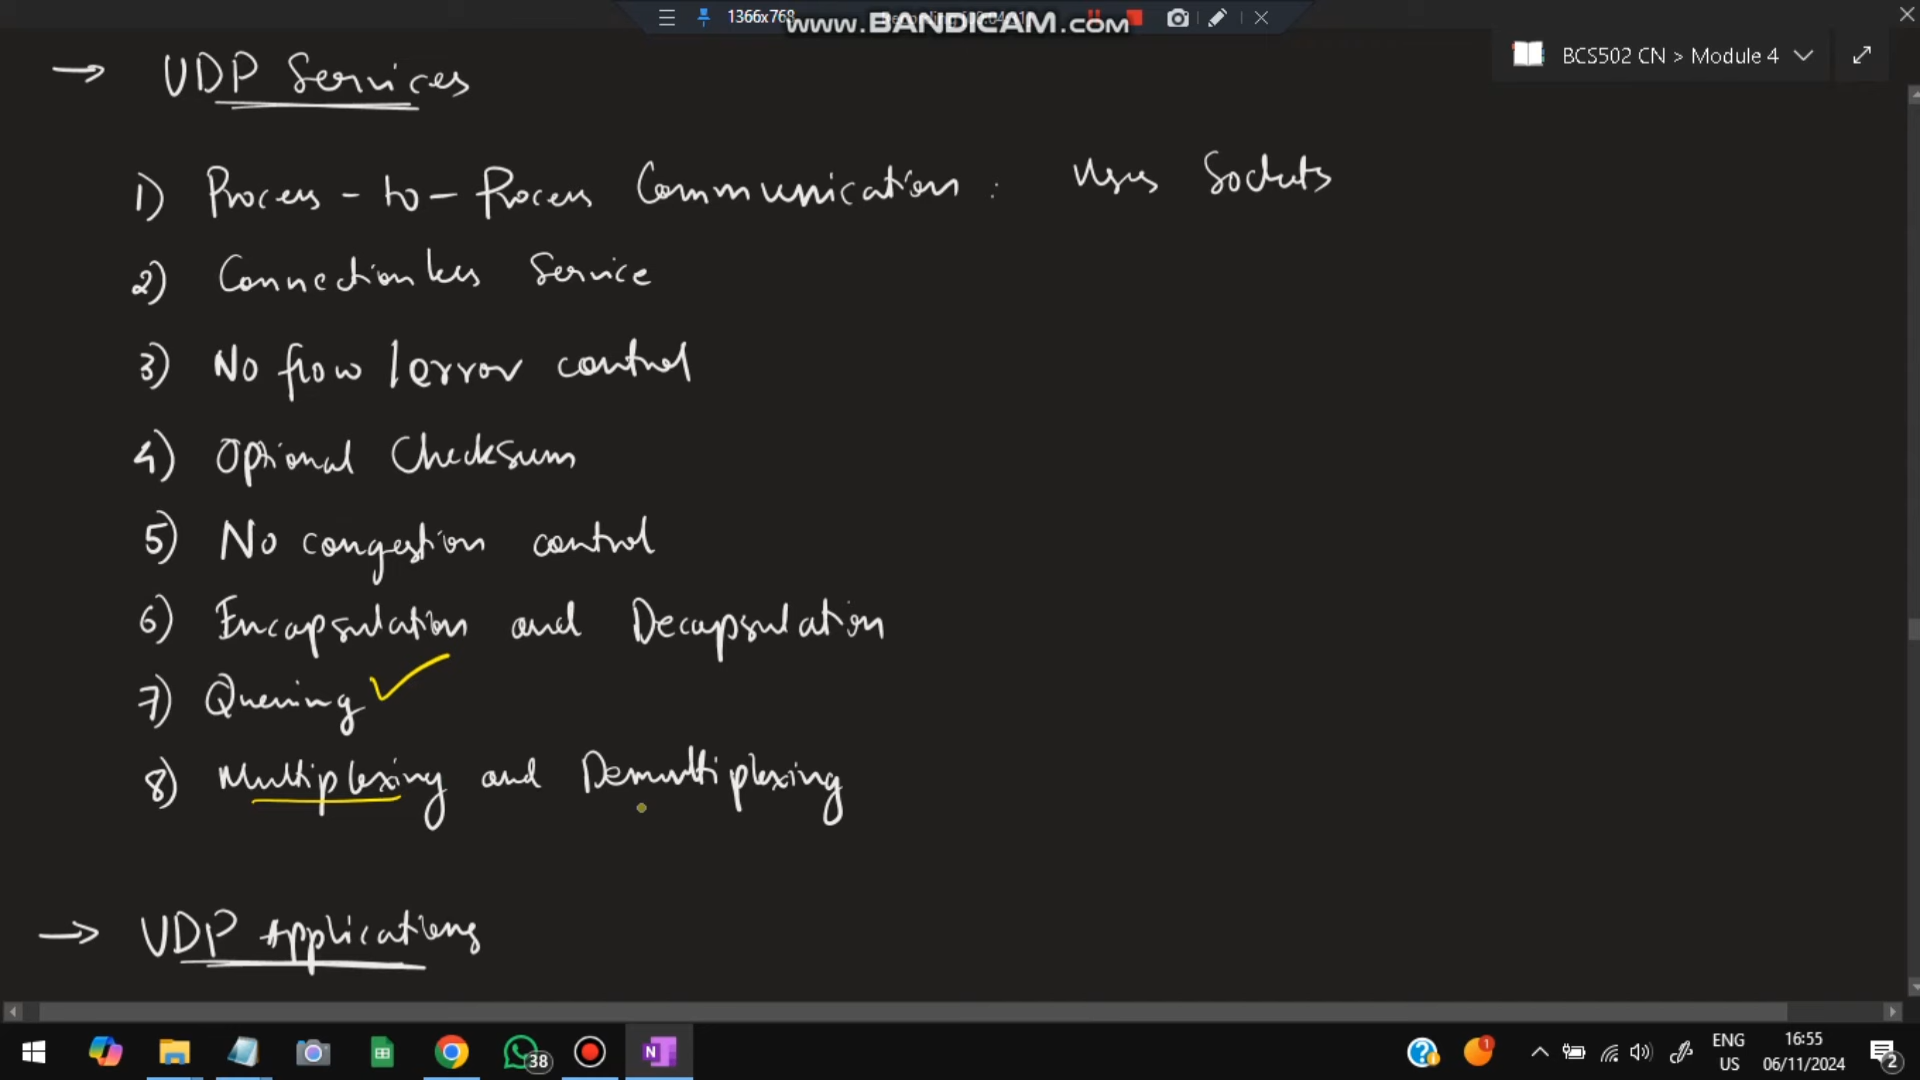 1366x768
www.BANDICAM.com
BCS502 CN > Module 4
→ UDP Services
1) Process-to-Process Communication : Uses Sockets
2) Connectionless Service
3) No flow / error control
4) Optional Checksum
5) No congestion control
6) Encapsulation and Decapsulation
7) Queuing ✓
8) Multiplexing and Demultiplexing
→ UDP Applications
38
N
1
ENG
US
16:55
06/11/2024
2